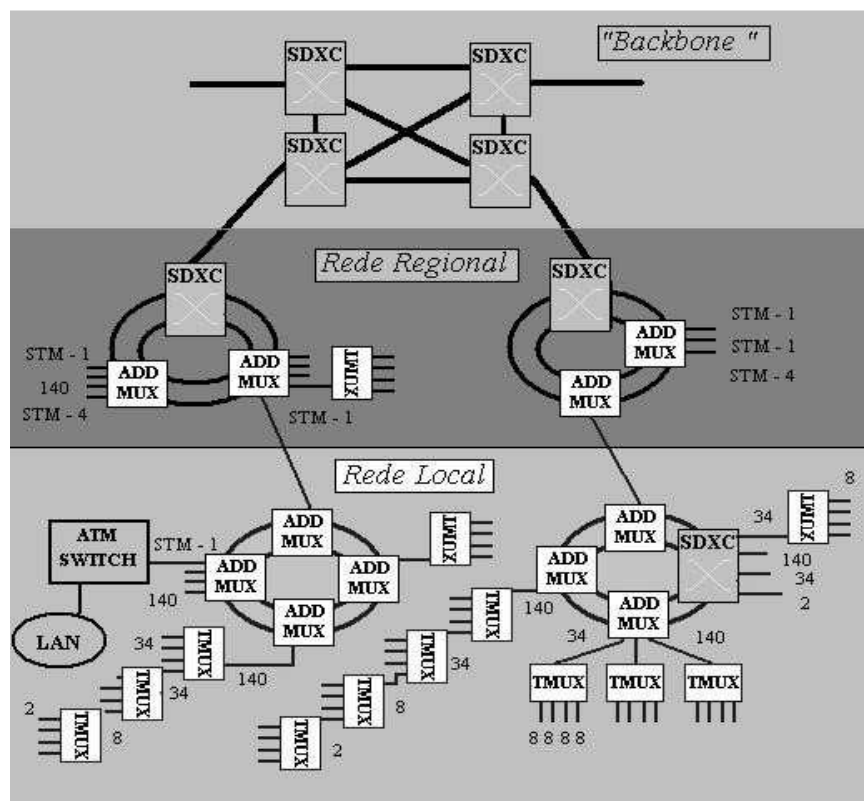 "Backbone "
SDXC
SDXC
SDXC
SDXC
Rede Regional
SDXC
SDXC
STM - 1
STM - 1
STM - 4
STM - 1
140
STM - 4
ADD
MUX
ADD
MUX
TMUX
STM - 1
ADD
MUX
ADD
MUX
Rede Local
ATM
SWITCH
STM - 1
140
LAN
ADD
MUX
ADD
MUX
ADD
MUX
ADD
MUX
TMUX
34
TMUX
140
TMUX
34
2
TMUX
8
ADD
MUX
ADD
MUX
ADD
MUX
SDXC
34
TMUX
8
140
34
2
140
TMUX
34
TMUX
8
TMUX
2
TMUX
34
140
TMUX
TMUX
TMUX
8 8 8 8